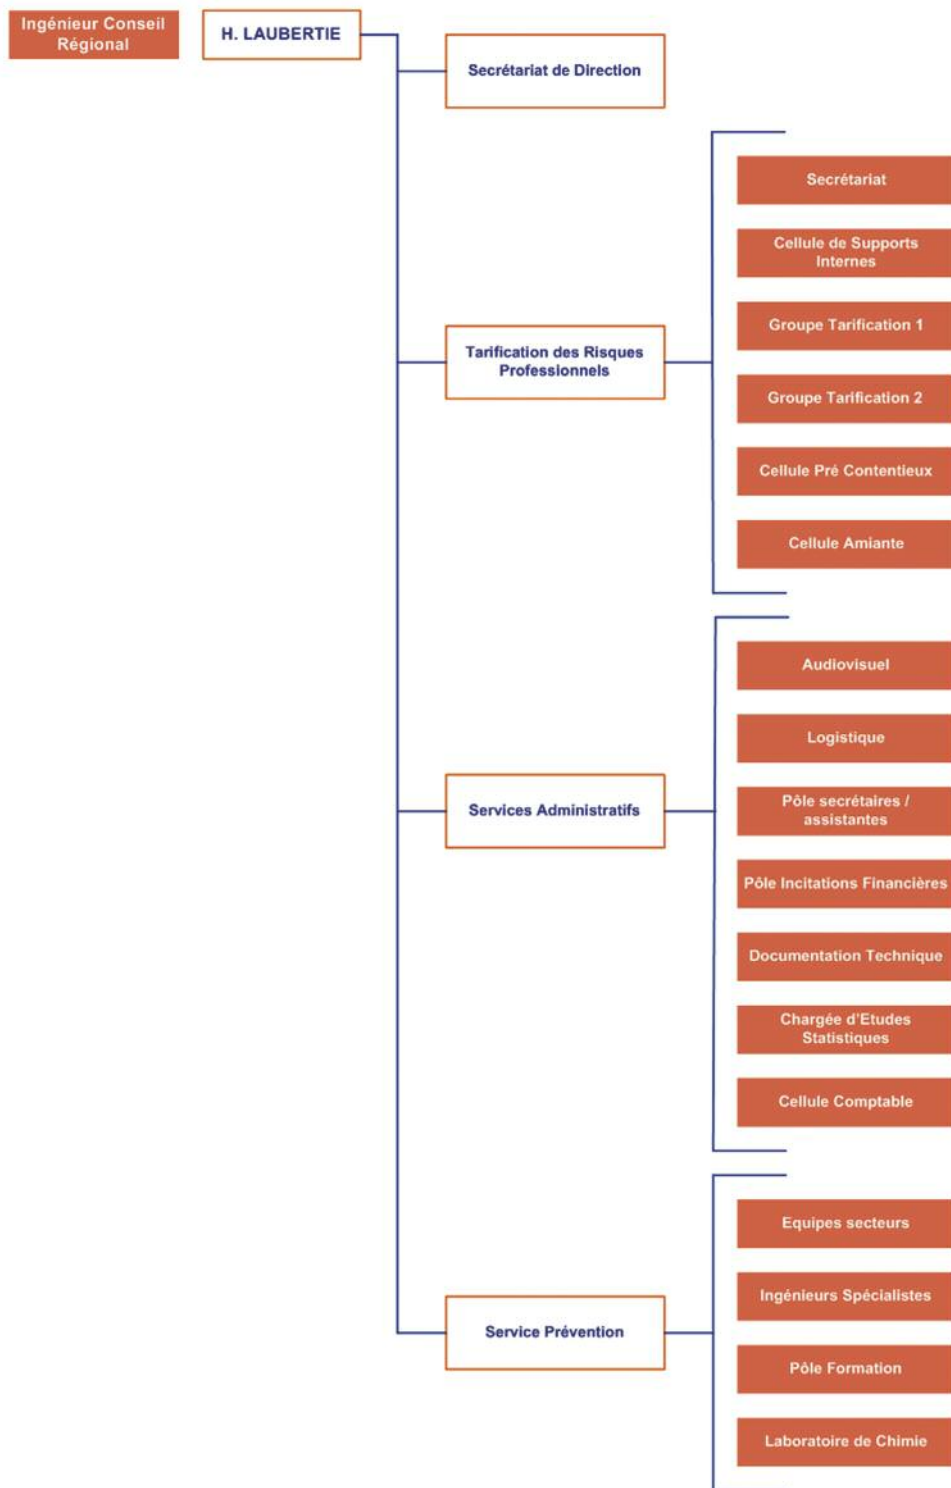 Ingénieur Conseil
Régional
H. LAUBERTIE
Secrétariat de Direction
Tarification des Risques
Professionnels
Secrétariat
Cellule de Supports
Internes
Groupe Tarification 1
Groupe Tarification 2
Cellule Pré Contentieux
Cellule Amiante
Services Administratifs
Audiovisuel
Logistique
Pôle secrétaires /
assistantes
Pôle Incitations Financières
Documentation Technique
Chargée d'Etudes
Statistiques
Cellule Comptable
Service Prévention
Equipes secteurs
Ingénieurs Spécialistes
Pôle Formation
Laboratoire de Chimie